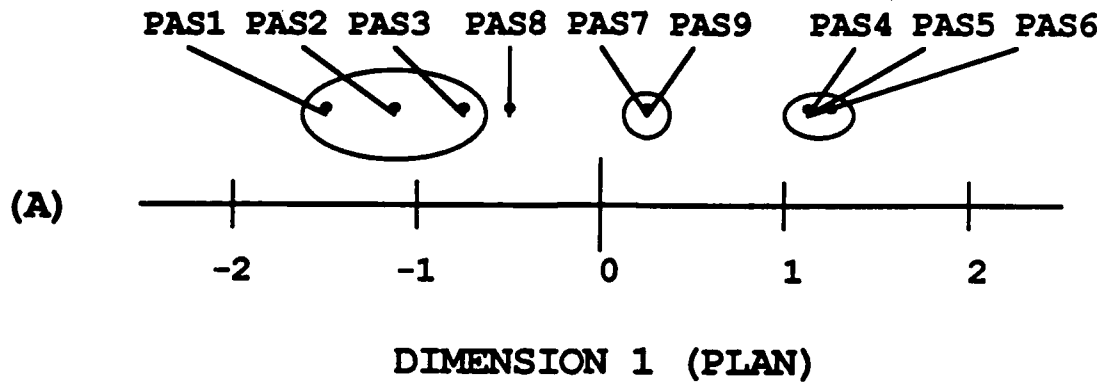 PAS1 PAS2 PAS3 PAS8 PAS7 PAS9 PAS4 PAS5 PAS6
(A)
-2 -1 0 1 2
DIMENSION 1 (PLAN)